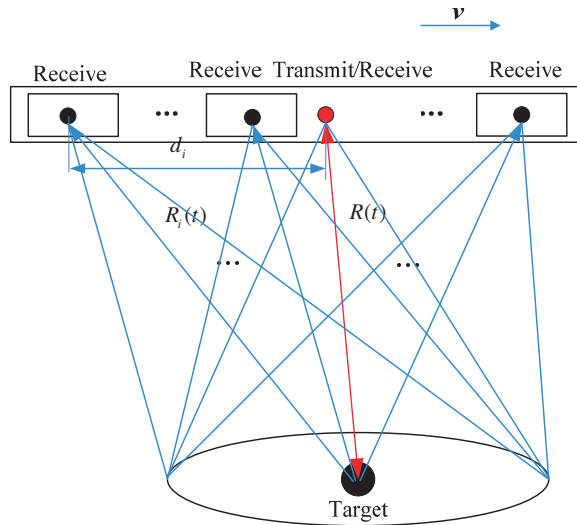 v
Receive
Receive Transmit/Receive Receive
...
...
d_i
R_i(t)
R(t)
...
...
Target